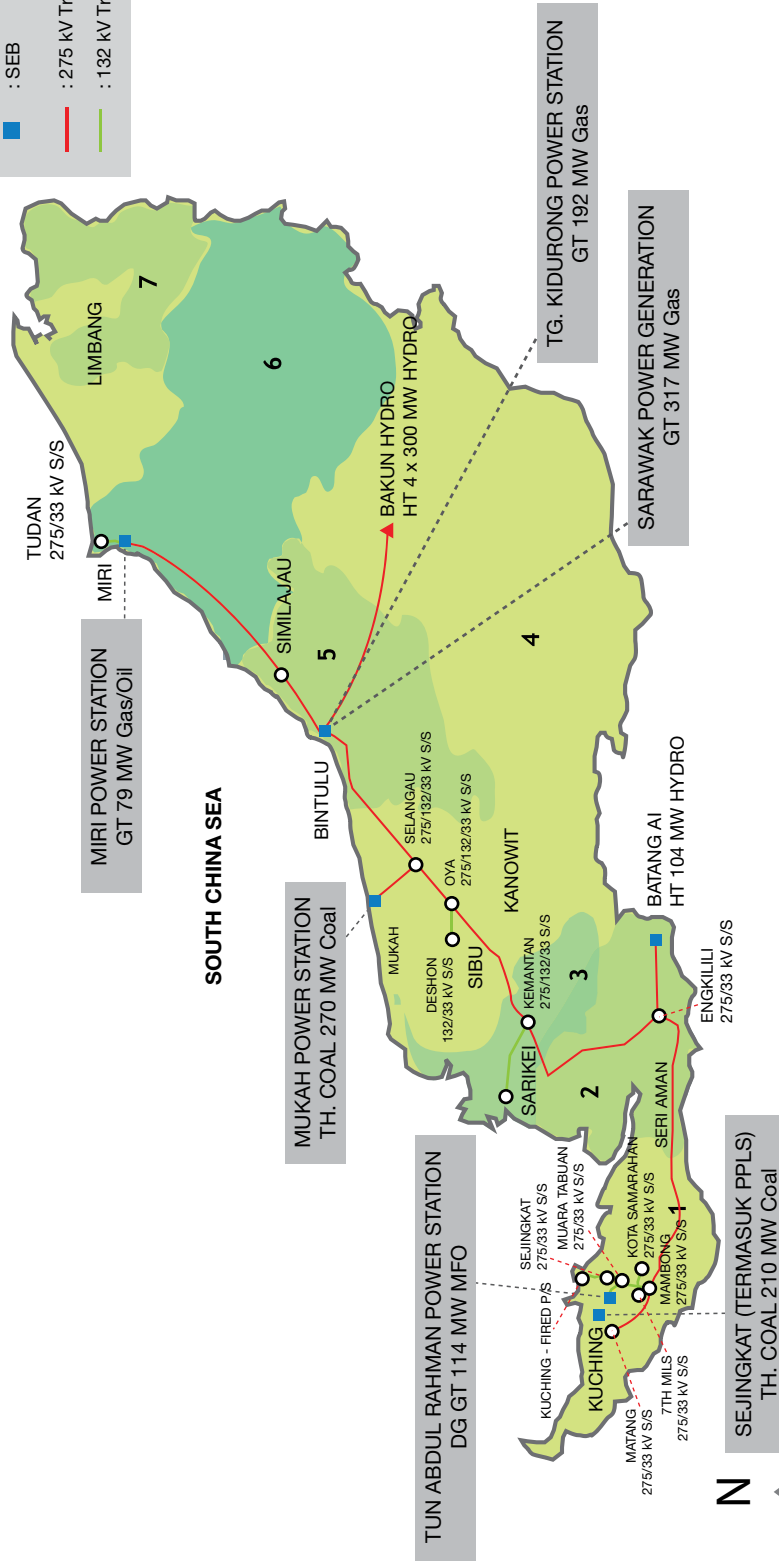 : SEB
: 275 kV Tr
: 132 kV Tr
TUDAN
275/33 kV S/S
MIRI
LIMBANG
7
6
MIRI POWER STATION
GT 79 MW Gas/Oil
SIMILAJAU
5
BAKUN HYDRO
HT 4 x 300 MW HYDRO
TG. KIDURONG POWER STATION
GT 192 MW Gas
SARAWAK POWER GENERATION
GT 317 MW Gas
SOUTH CHINA SEA
BINTULU
4
MUKAH POWER STATION
TH. COAL 270 MW Coal
MUKAH
SELANGAU
275/132/33 kV S/S
OYA
275/132/33 kV S/S
DESHON
132/33 kV S/S
SIBU
KANOWIT
KEMANTAN
275/132/33 S/S
SARIKEI
3
2
BATANG AI
HT 104 MW HYDRO
ENGKILILI
275/33 kV S/S
SERI AMAN
TUN ABDUL RAHMAN POWER STATION
DG GT 114 MW MFO
SEJINGKAT
275/33 kV S/S
MUARA TABUAN
275/33 kV S/S
KUCHING - FIRED P/S
KOTA SAMARAHAN
275/33 kV S/S
1
MAMBONG
275/33 kV S/S
KUCHING
MATANG
275/33 kV S/S
7TH MILS
275/33 kV S/S
SEJINGKAT (TERMASUK PPLS)
TH. COAL 210 MW Coal
N